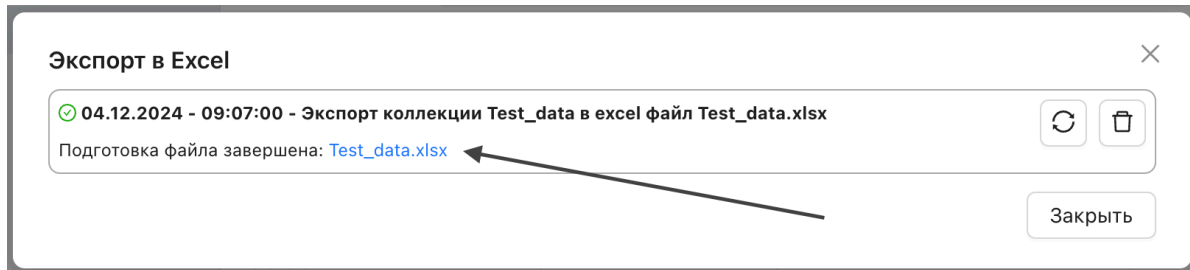 Экспорт в Excel
04.12.2024 - 09:07:00 - Экспорт коллекции Test_data в excel файл Test_data.xlsx
Подготовка файла завершена: Test_data.xlsx
Закрыть